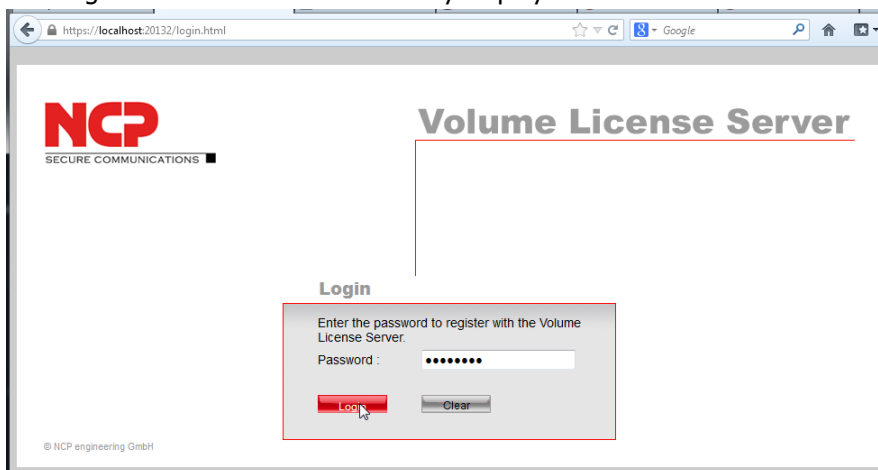 https://localhost:20132/login.html
Google
NCP
SECURE COMMUNICATIONS
Volume License Server
Login
Enter the password to register with the Volume
License Server.
Password :
Login
Clear
© NCP engineering GmbH